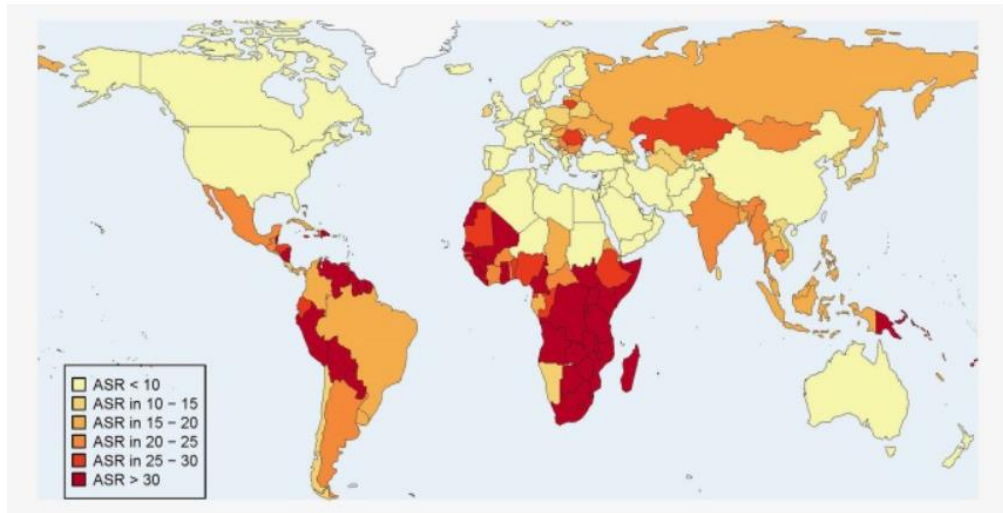 ASR < 10
ASR in 10 − 15
ASR in 15 − 20
ASR in 20 − 25
ASR in 25 − 30
ASR > 30